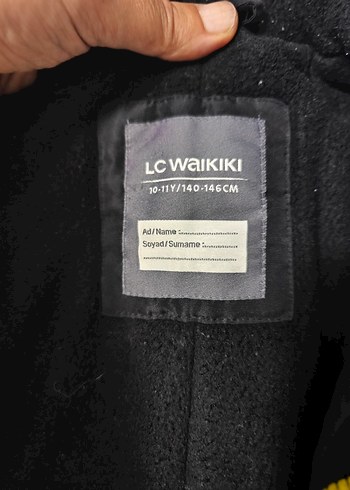 LC WAIKIKI
10-11Y/140-146CM
Ad/Name :..............................
Soyad/Surname :..................
..................................................